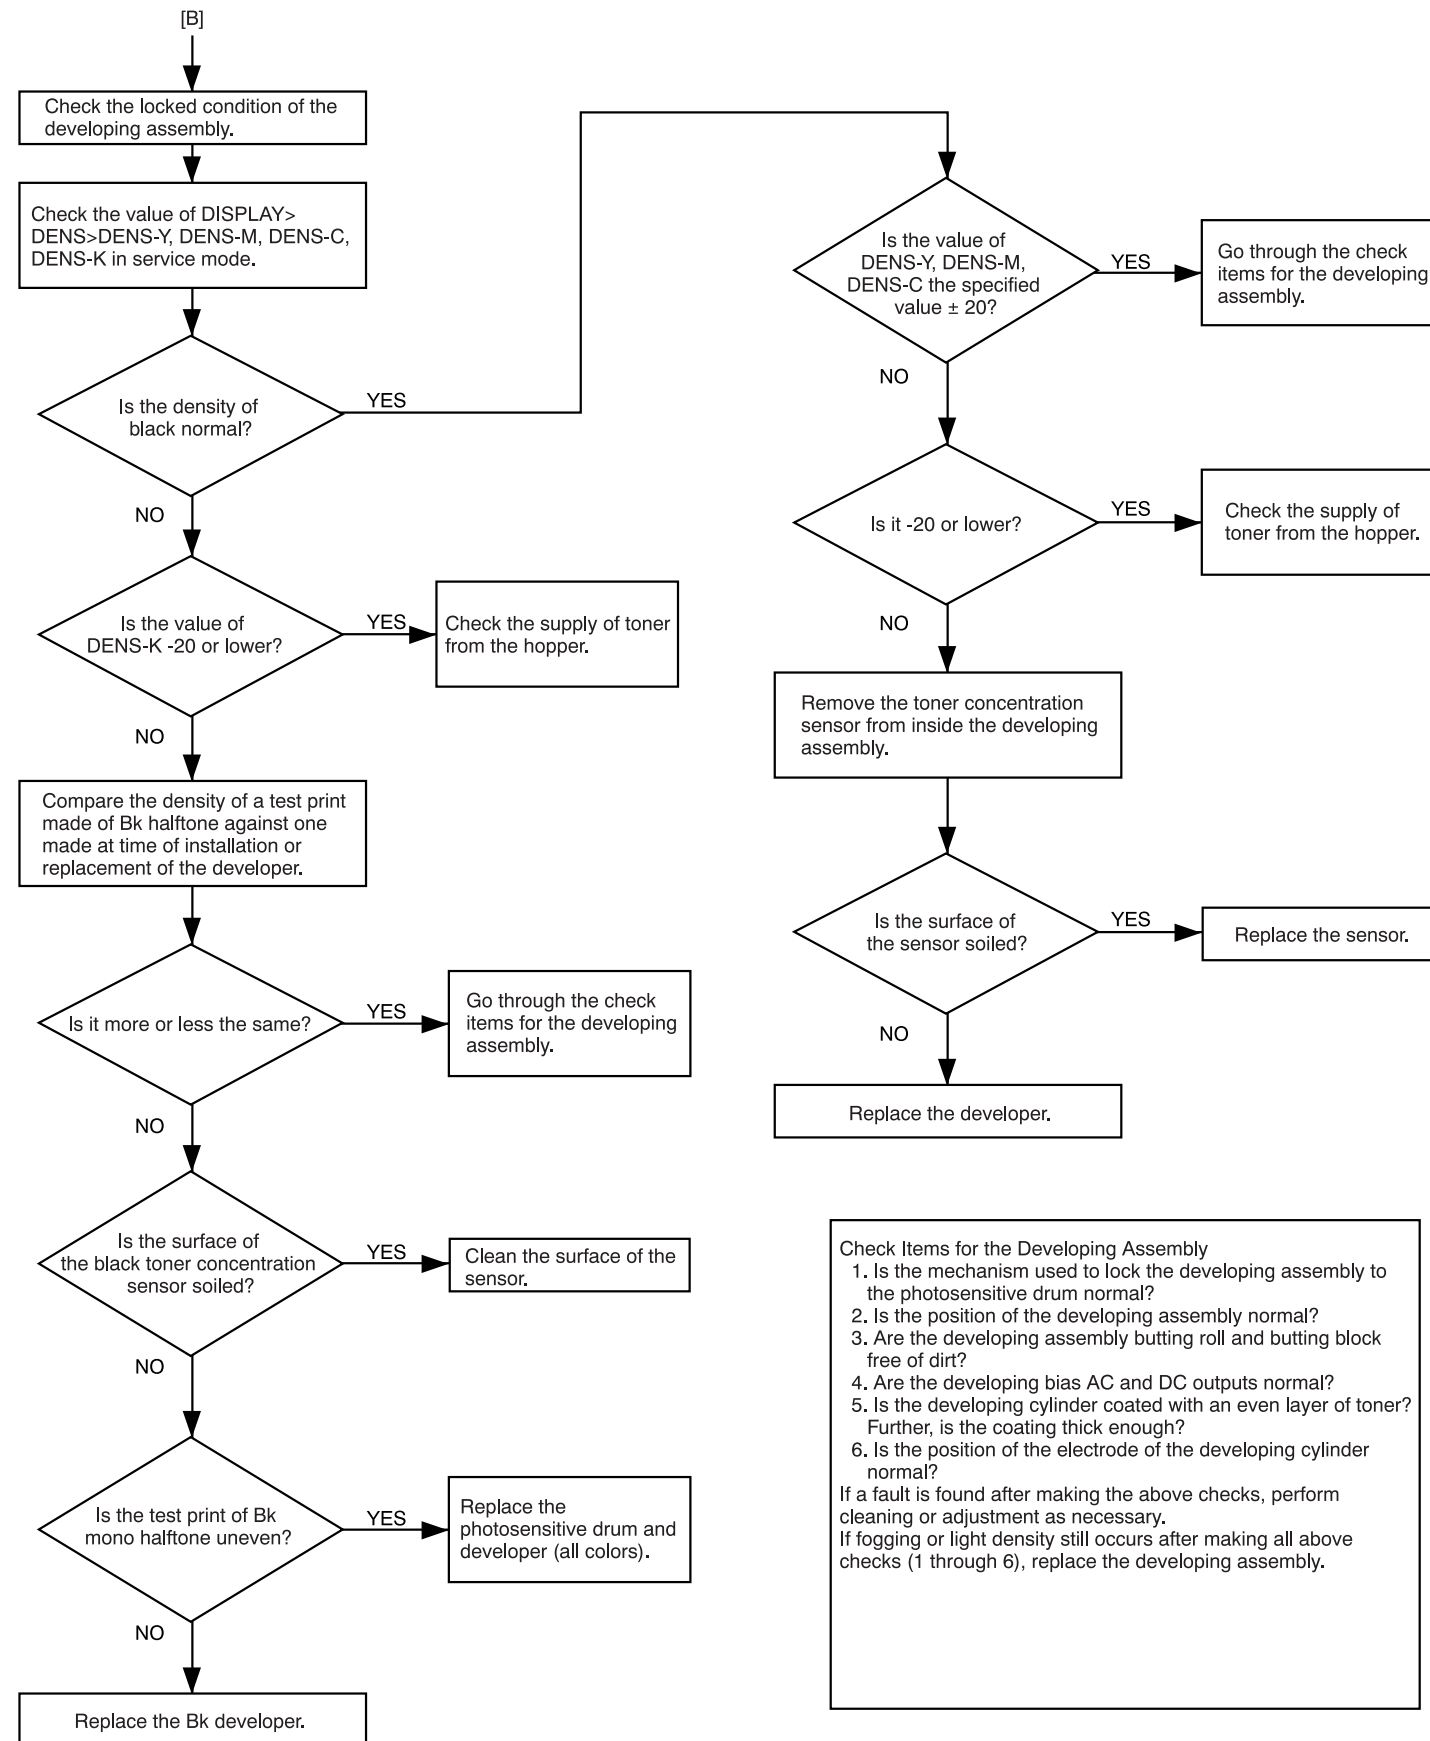 [B]
Check the locked condition of the
developing assembly.
Check the value of DISPLAY>
DENS>DENS-Y, DENS-M, DENS-C,
DENS-K in service mode.
Is the density of
black normal?
YES
NO
Is the value of
DENS-K -20 or lower?
YES
Check the supply of toner
from the hopper.
NO
Compare the density of a test print
made of Bk halftone against one
made at time of installation or
replacement of the developer.
Is it more or less the same?
YES
Go through the check
items for the developing
assembly.
NO
Is the surface of
the black toner concentration
sensor soiled?
YES
Clean the surface of the
sensor.
NO
Is the test print of Bk
mono halftone uneven?
YES
Replace the
photosensitive drum and
developer (all colors).
NO
Replace the Bk developer.
Is the value of
DENS-Y, DENS-M,
DENS-C the specified
value ± 20?
YES
Go through the check
items for the developing
assembly.
NO
Is it -20 or lower?
YES
Check the supply of
toner from the hopper.
NO
Remove the toner concentration
sensor from inside the developing
assembly.
Is the surface of
the sensor soiled?
YES
Replace the sensor.
NO
Replace the developer.
Check Items for the Developing Assembly
1. Is the mechanism used to lock the developing assembly to
the photosensitive drum normal?
2. Is the position of the developing assembly normal?
3. Are the developing assembly butting roll and butting block
free of dirt?
4. Are the developing bias AC and DC outputs normal?
5. Is the developing cylinder coated with an even layer of toner?
Further, is the coating thick enough?
6. Is the position of the electrode of the developing cylinder
normal?
If a fault is found after making the above checks, perform
cleaning or adjustment as necessary.
If fogging or light density still occurs after making all above
checks (1 through 6), replace the developing assembly.